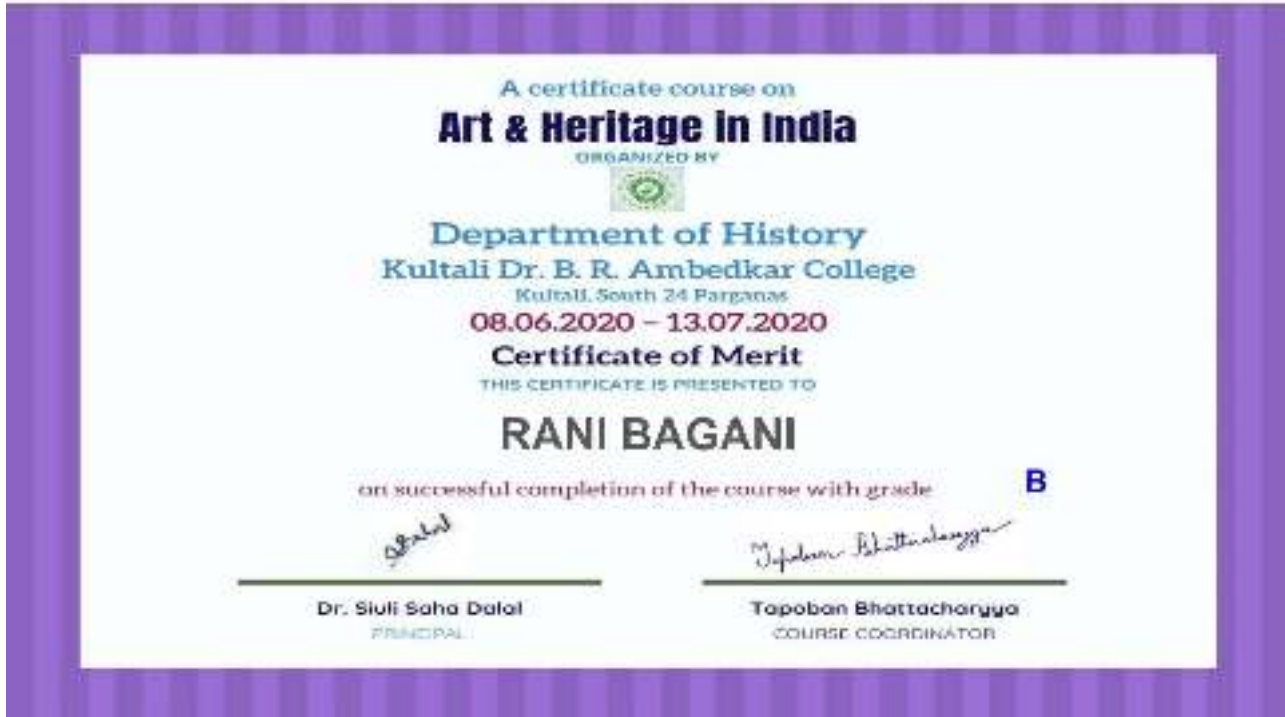 A certificate course on
Art & Heritage in India
ORGANIZED BY
Department of History
Kultali Dr. B. R. Ambedkar College
Kultali, South 24 Parganas
08.06.2020 – 13.07.2020
Certificate of Merit
THIS CERTIFICATE IS PRESENTED TO
RANI BAGANI
on successful completion of the course with grade B
Tapoban Bhattacharyya
Dr. Siuli Saha Dalal
Tapoban Bhattacharyya
PRINCIPAL
COURSE COORDINATOR